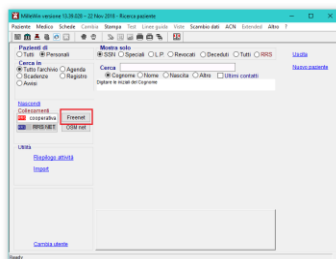 Millewin versione: 13.39.026 - 22 Nov 2018 - Ricerca paziente
Paziente Medico Schede Cambia Stampa Test Linee guida Viste Scambio dati ACN Extended Altro ?
Pazienti di
Tutti Personali
Mostra solo
SSN Speciali L.P. Revocati Deceduti Tutti RRS
Uscita
Cerca in
Tutto l'archivio Agenda
Scadenze Registro
Avvisi
Cerca
Cognome Nome Nascita Altro Ultimi contatti
Digitare le iniziali del Cognome
Nuovo paziente
Nascondi
Collegamenti
cooperativa Freenet
RRS NET OSM net
Utilità
Riepilogo attività
Import
Cambia utente